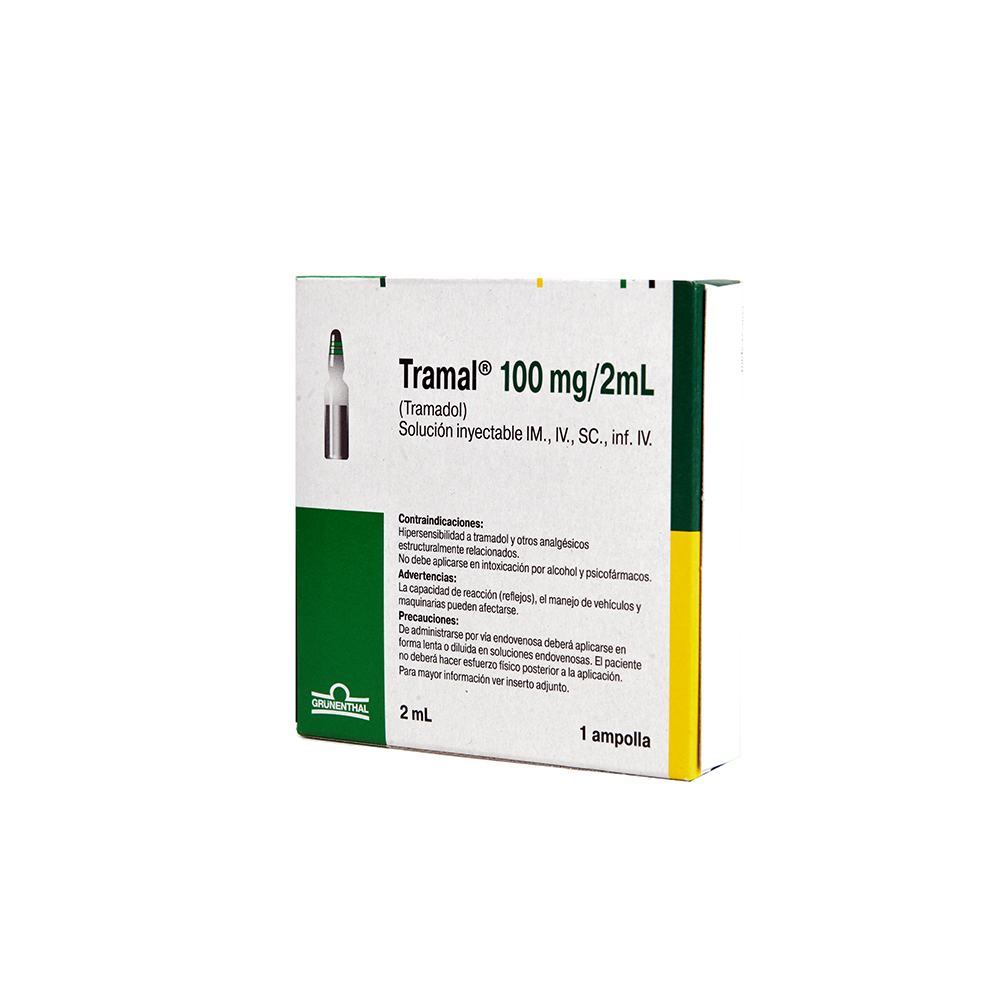 Tramal® 100 mg/2mL
(Tramadol)
Solución inyectable IM., IV., SC., inf. IV.
Contraindicaciones:
Hipersensibilidad a tramadol y otros analgésicos
estructuralmente relacionados.
No debe aplicarse en intoxicación por alcohol y psicofármacos.
Advertencias:
La capacidad de reacción (reflejos), el manejo de vehículos y
maquinarias pueden afectarse.
Precauciones:
De administrarse por vía endovenosa deberá aplicarse en
forma lenta o diluida en soluciones endovenosas. El paciente
no deberá hacer esfuerzo físico posterior a la aplicación.
Para mayor información ver inserto adjunto.
GRÜNENTHAL
2 mL
1 ampolla